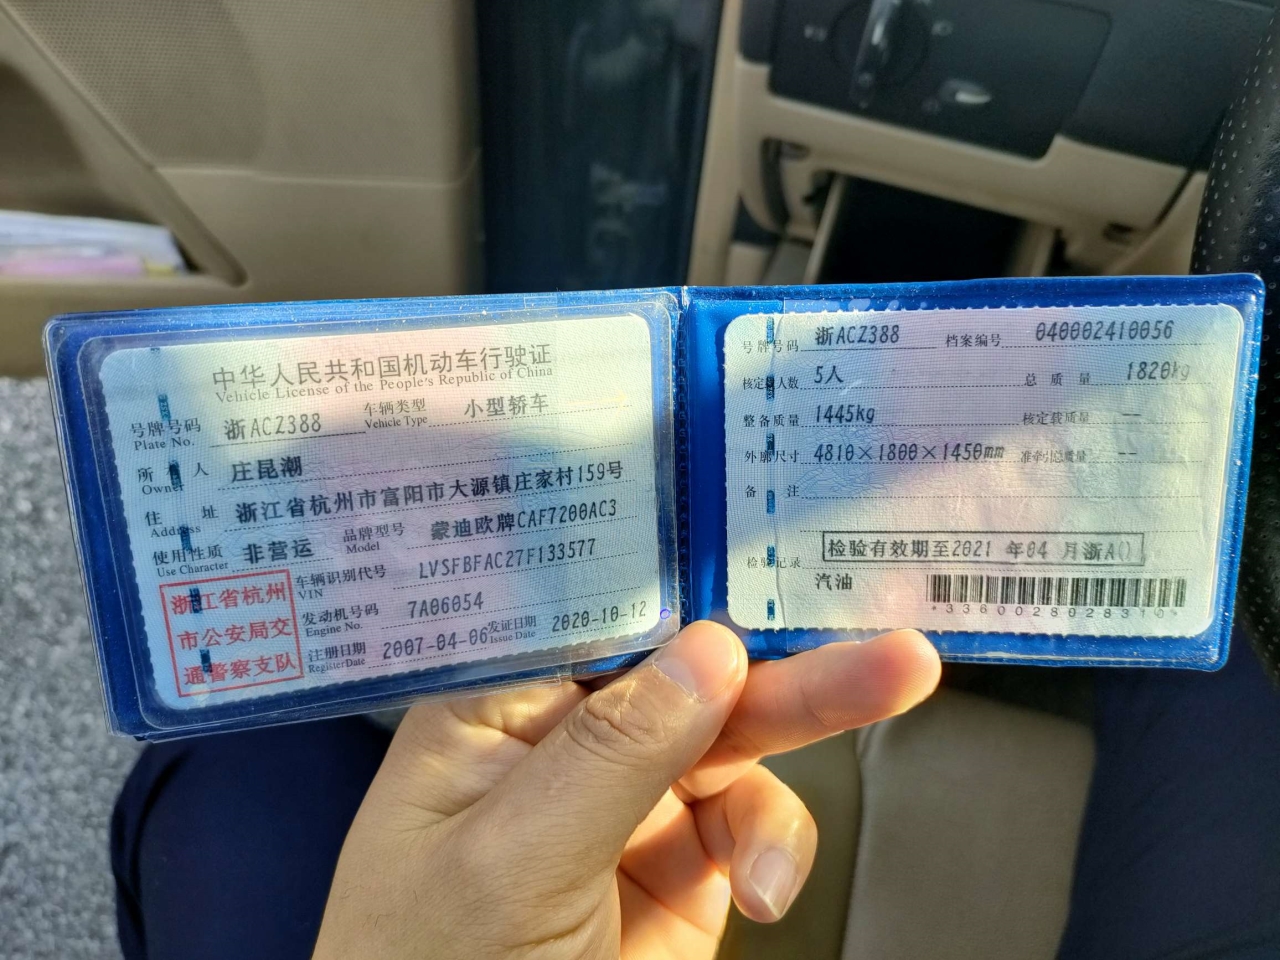 中华人民共和国机动车行驶证
Vehicle License of the People's Republic of China
号牌号码 浙ACZ388 车辆类型 小型轿车
Plate No. Vehicle Type
所有人 庄昆潮
Owner
住址 浙江省杭州市富阳市大源镇庄家村159号
Address
使用性质 非营运 品牌型号 蒙迪欧牌CAF7200AC3
Use Character Model
浙江省杭州
市公安局交
通警察支队
车辆识别代号 LVSFBFAC27F133577
VIN
发动机号码 7A06054
Engine No.
注册日期 2007-04-06 发证日期 2020-10-12
Register Date Issue Date
号牌号码 浙ACZ388 档案编号 040002410056
核定载人数 5人 总质量 1820kg
整备质量 1445kg 核定载质量 --
外廓尺寸 4810×1800×1450mm 准牵引总质量 --
备注
检验记录 检验有效期至2021 年04 月浙A()
汽油
*3360028028310*